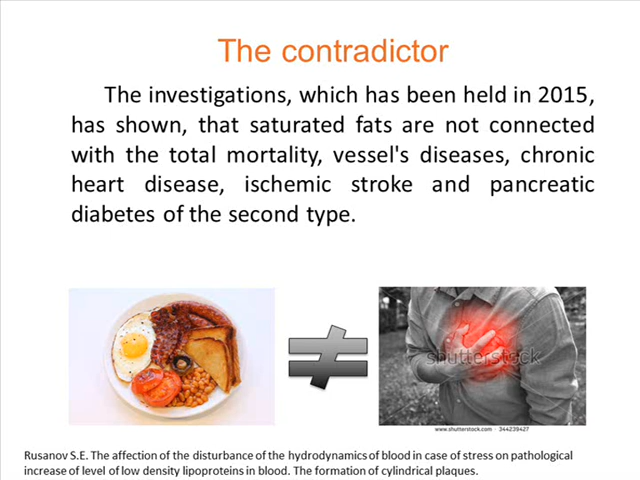 The contradictor
The investigations, which has been held in 2015,
has shown, that saturated fats are not connected
with the total mortality, vessel's diseases, chronic
heart disease, ischemic stroke and pancreatic
diabetes of the second type.
≠
shutterstock
www.shutterstock.com · 344239427
Rusanov S.E. The affection of the disturbance of the hydrodynamics of blood in case of stress on pathological
increase of level of low density lipoproteins in blood. The formation of cylindrical plaques.